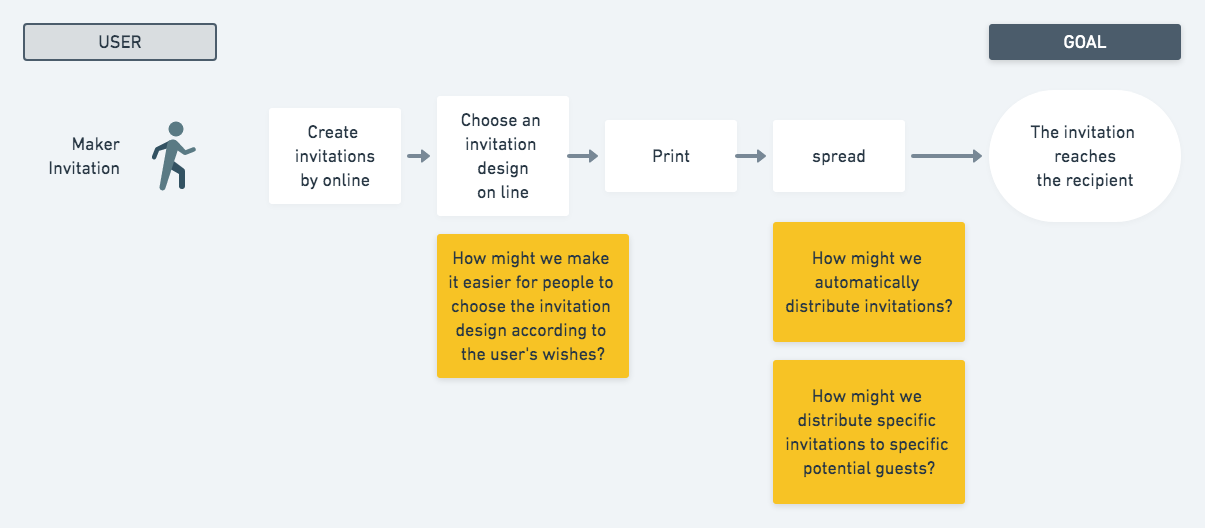 USER
GOAL
Maker
Invitation
Create
invitations
by online
Choose an
invitation
design
on line
Print
spread
The invitation
reaches
the recipient
How might we make
it easier for people to
choose the invitation
design according to
the user's wishes?
How might we
automatically
distribute invitations?
How might we
distribute specific
invitations to specific
potential guests?